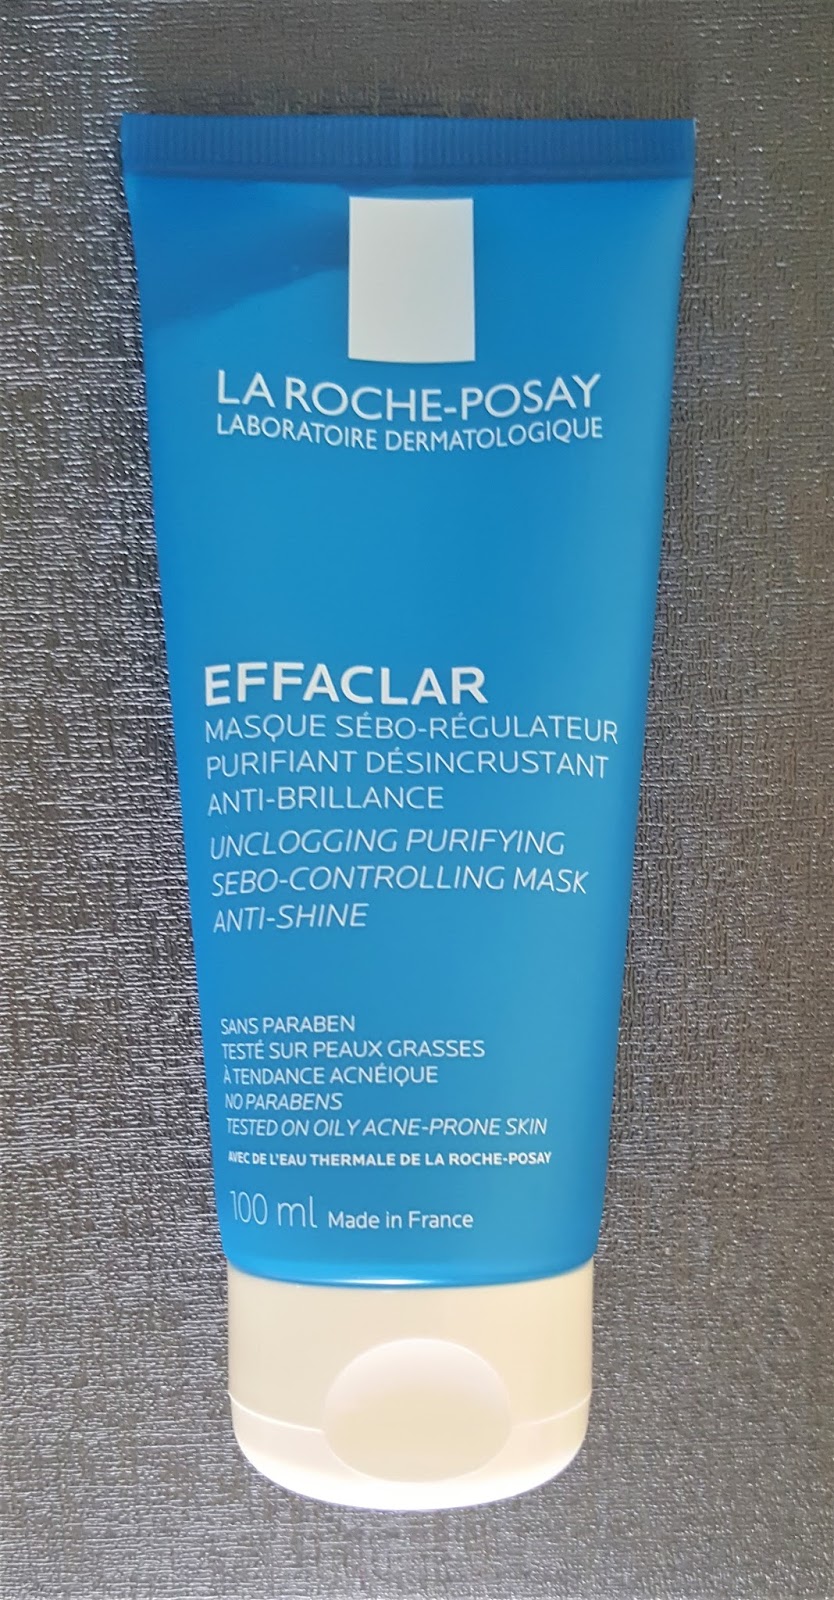 LA ROCHE-POSAY
LABORATOIRE DERMATOLOGIQUE
EFFACLAR
MASQUE SÉBO-RÉGULATEUR
PURIFIANT DÉSINCRUSTANT
ANTI-BRILLANCE
UNCLOGGING PURIFYING
SEBO-CONTROLLING MASK
ANTI-SHINE
SANS PARABEN
TESTÉ SUR PEAUX GRASSES
À TENDANCE ACNÉIQUE
NO PARABENS
TESTED ON OILY ACNE-PRONE SKIN
AVEC DE L'EAU THERMALE DE LA ROCHE-POSAY
100 ml Made in France